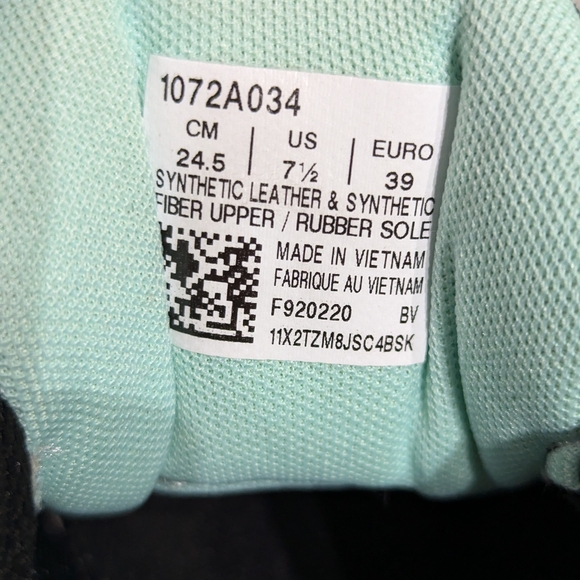 1072A034
CM | US | EURO
24.5 | 7½ | 39
SYNTHETIC LEATHER & SYNTHETIC
FIBER UPPER / RUBBER SOLE
MADE IN VIETNAM
FABRIQUE AU VIETNAM
F920220 BV
11X2TZM8JSC4BSK